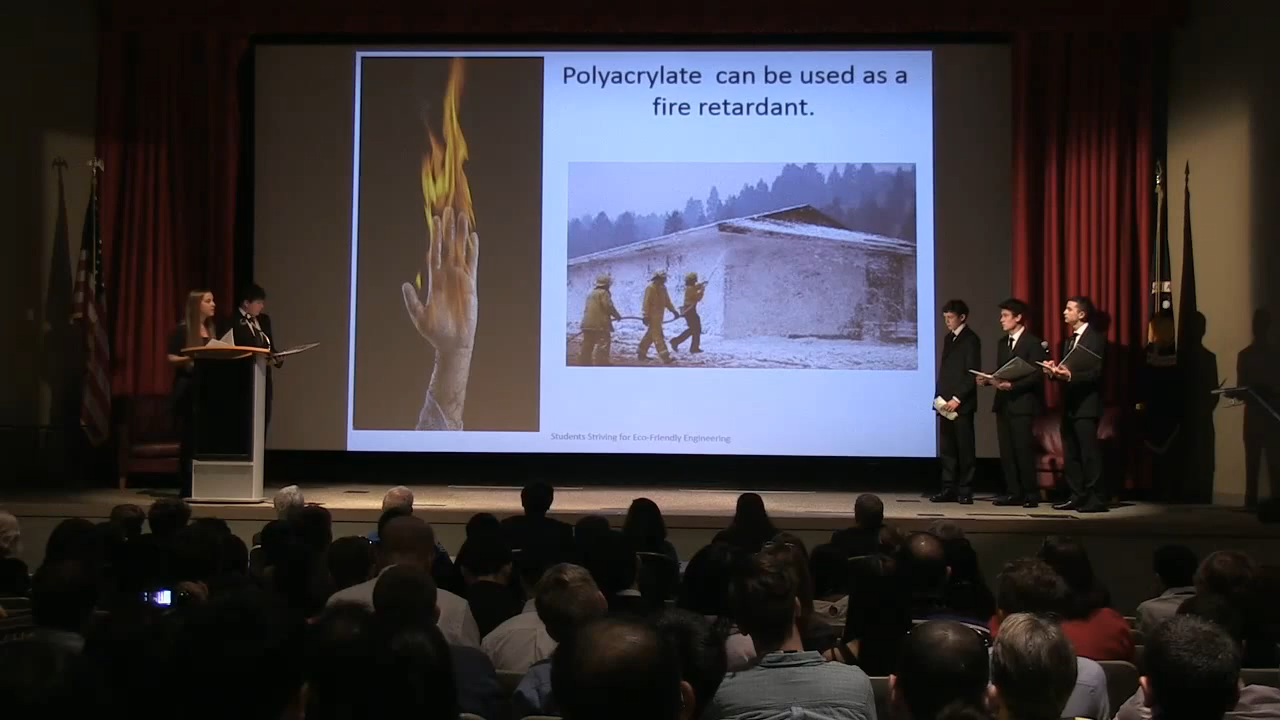 Polyacrylate can be used as a
fire retardant.
Students Striving for Eco-Friendly Engineering